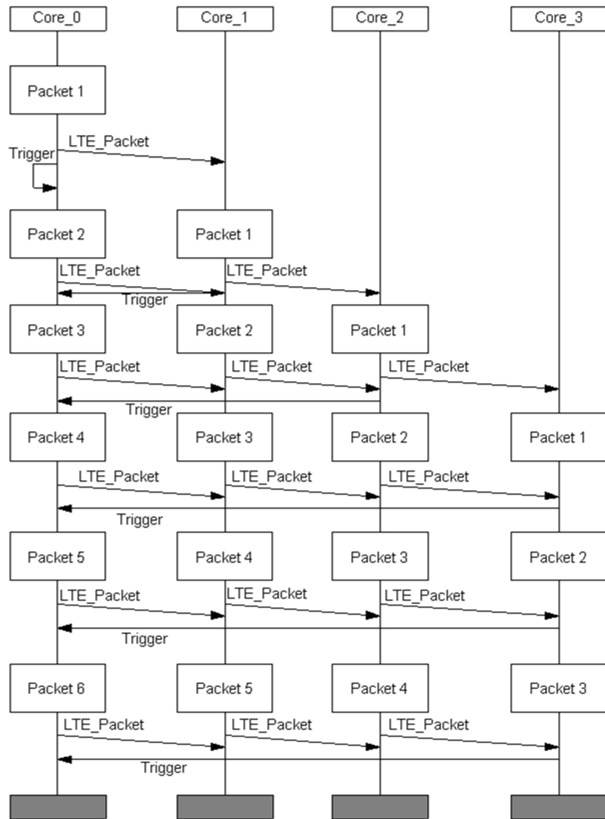 Core_0 Core_1 Core_2 Core_3
Packet 1
LTE_Packet
Trigger
Packet 2 Packet 1
LTE_Packet LTE_Packet
Trigger
Packet 3 Packet 2 Packet 1
LTE_Packet LTE_Packet LTE_Packet
Trigger
Packet 4 Packet 3 Packet 2 Packet 1
LTE_Packet LTE_Packet LTE_Packet
Trigger
Packet 5 Packet 4 Packet 3 Packet 2
LTE_Packet LTE_Packet LTE_Packet
Trigger
Packet 6 Packet 5 Packet 4 Packet 3
LTE_Packet LTE_Packet LTE_Packet
Trigger